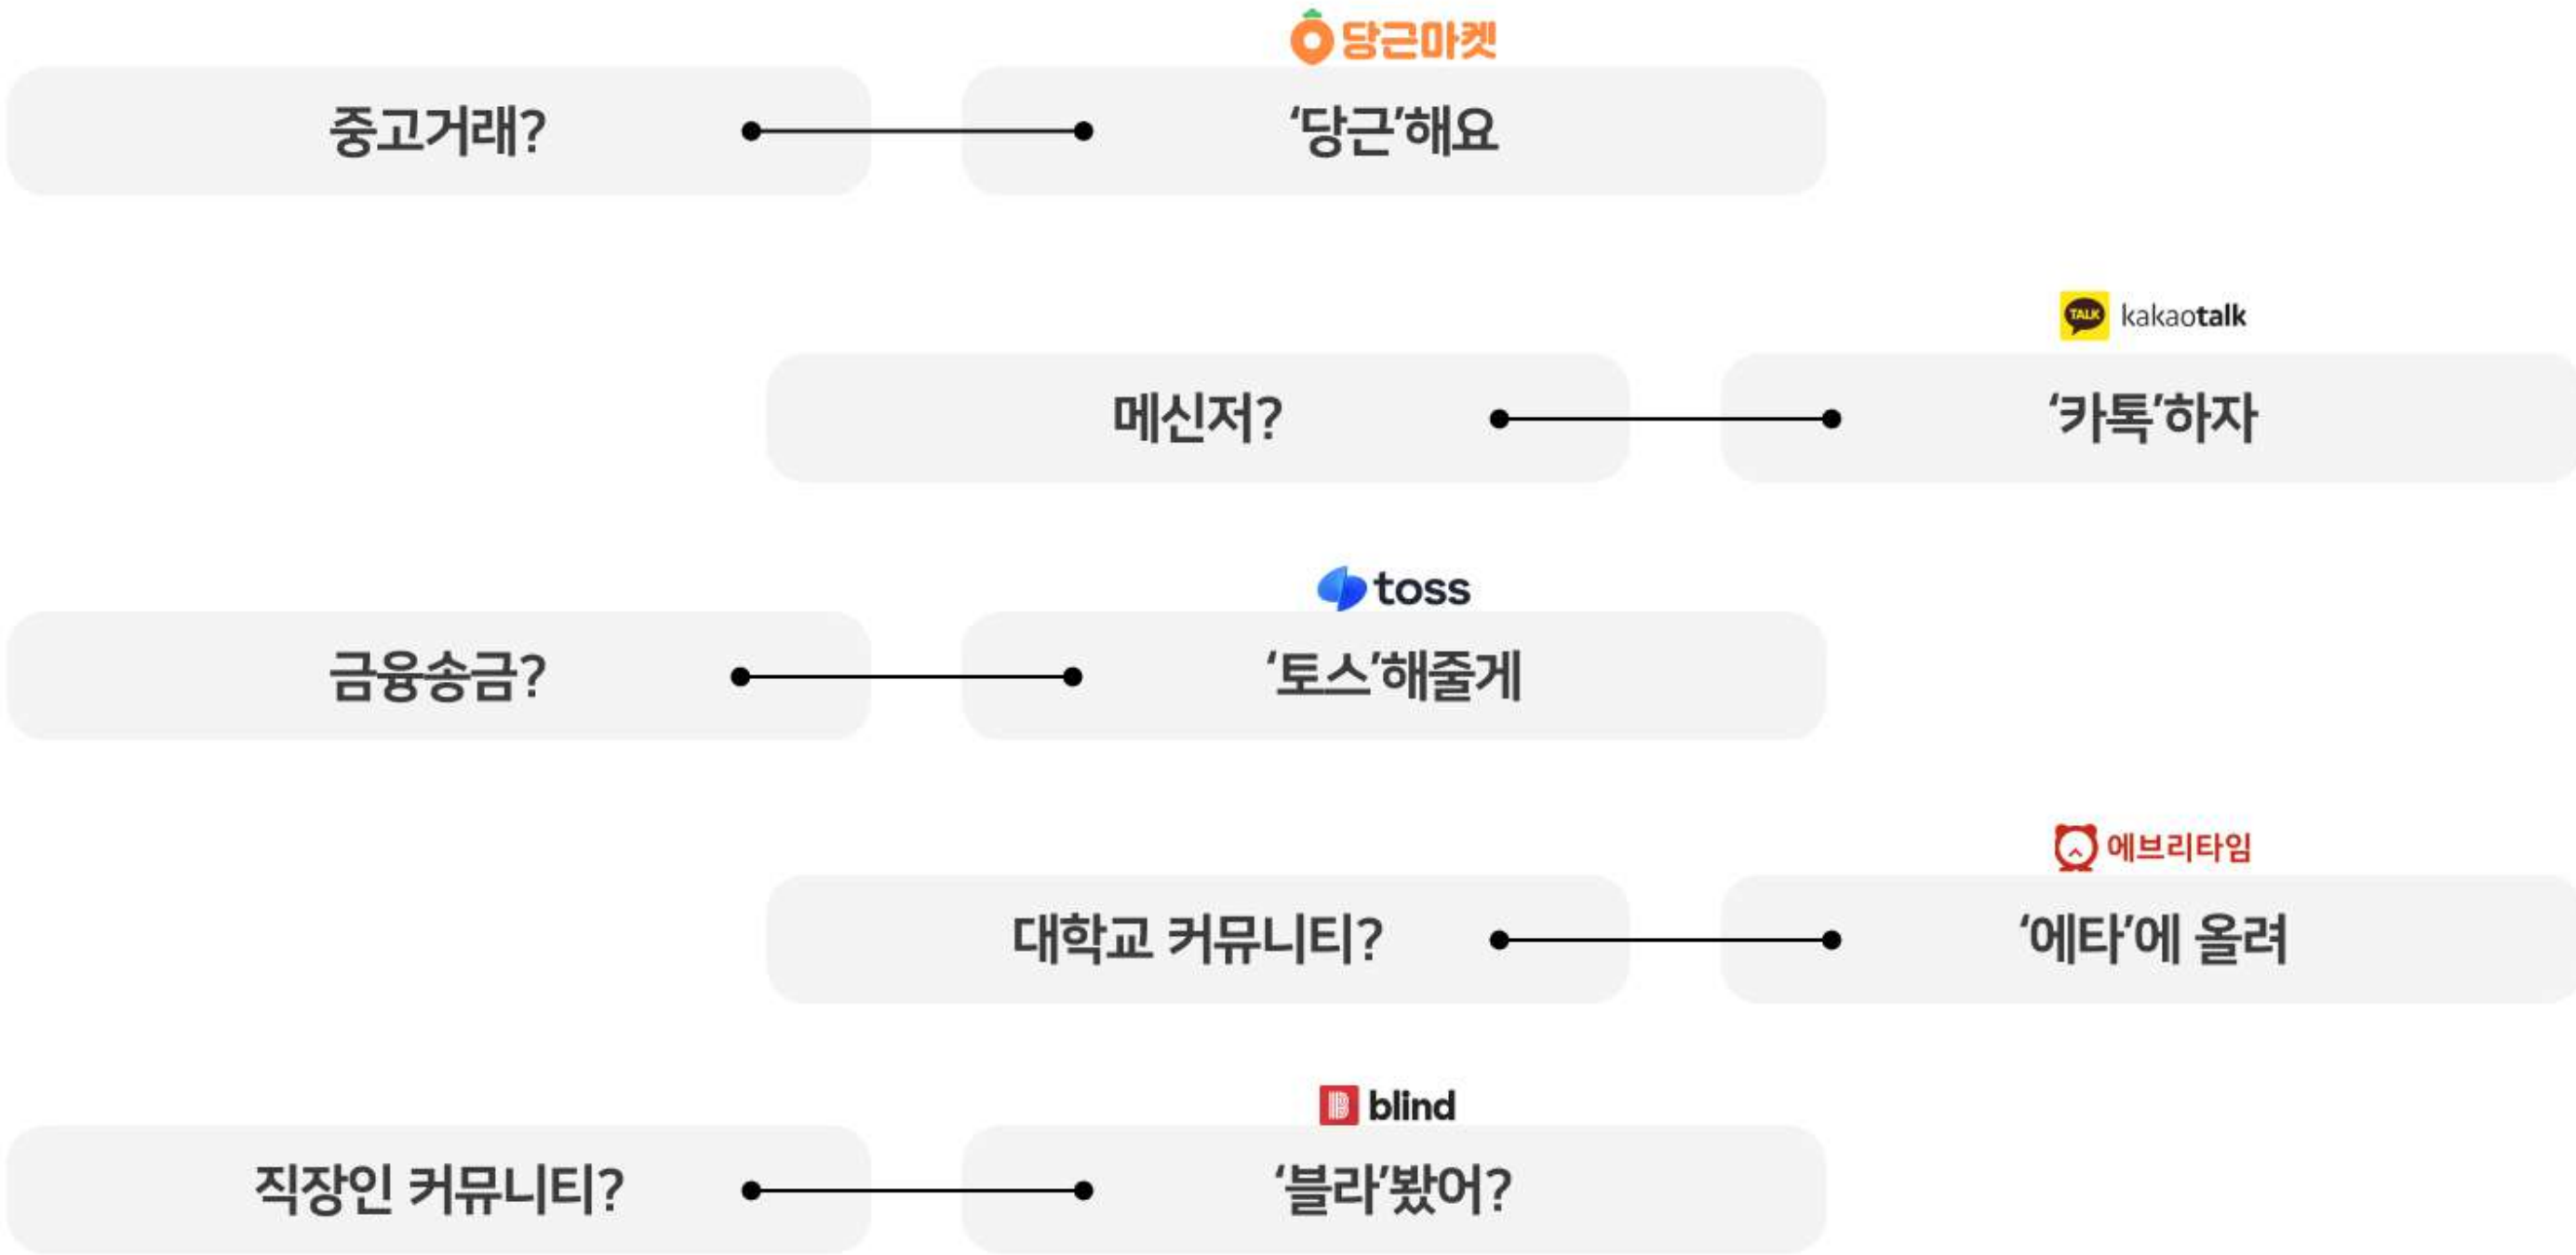 당근마켓
중고거래?
‘당근’해요
TALK kakaotalk
메신저?
‘카톡’하자
toss
금융송금?
‘토스’해줄게
에브리타임
대학교 커뮤니티?
‘에타’에 올려
B blind
직장인 커뮤니티?
‘블라’봤어?